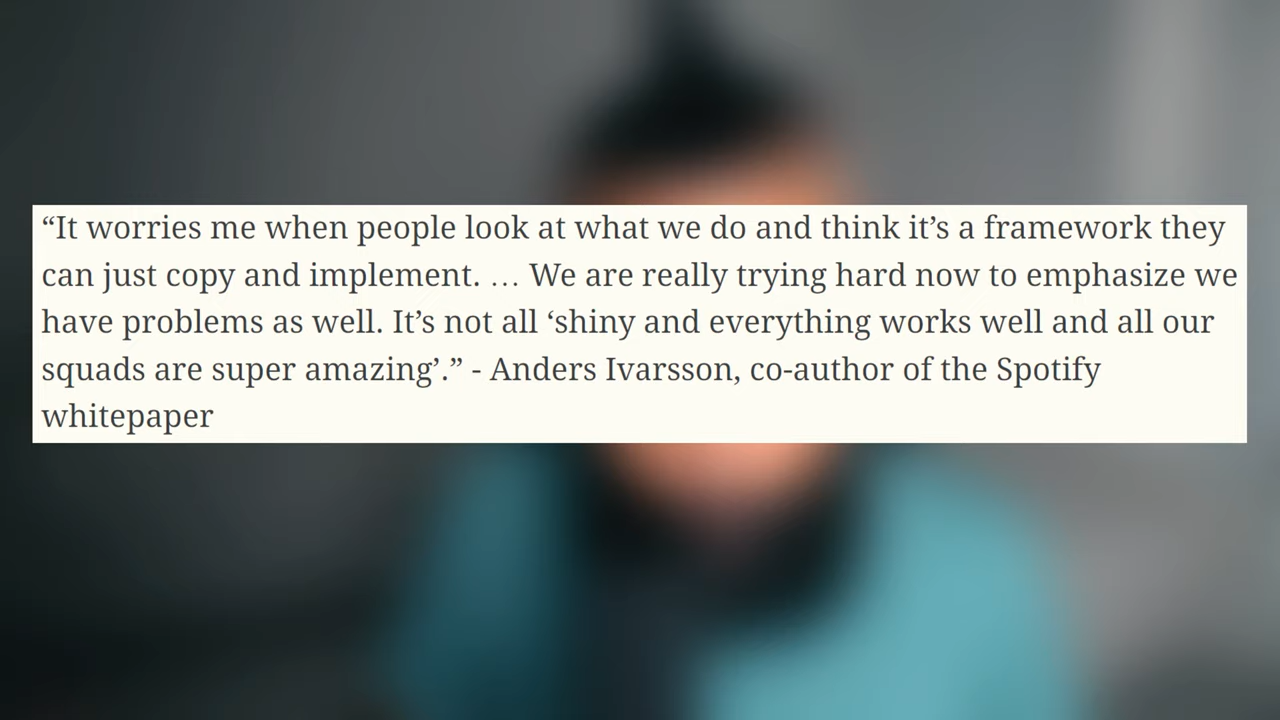 “It worries me when people look at what we do and think it’s a framework they
can just copy and implement. … We are really trying hard now to emphasize we
have problems as well. It’s not all ‘shiny and everything works well and all our
squads are super amazing’.” - Anders Ivarsson, co-author of the Spotify
whitepaper